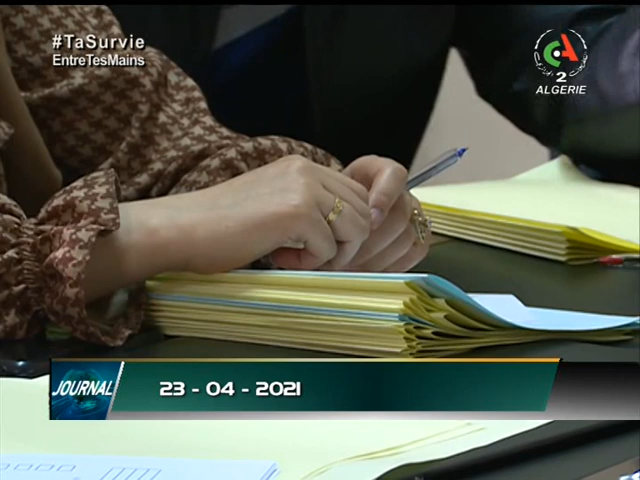 #TaSurvie
EntreTesMains
2
ALGERIE
JOURNAL
23 - 04 - 2021